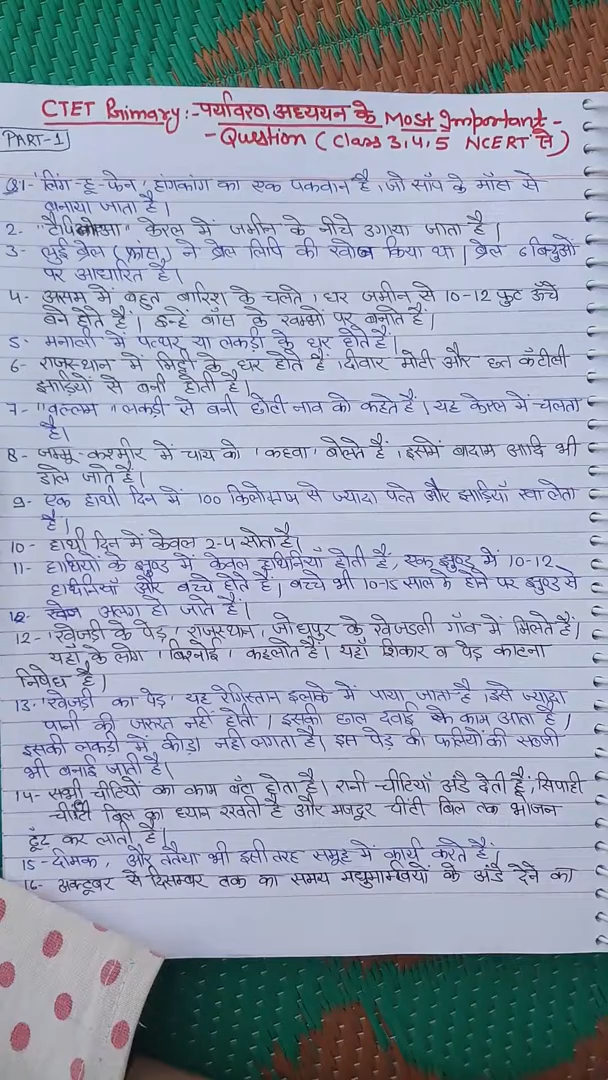 CTET Primary:- पर्यावरण अध्ययन के Most Important -
PART-1
- Question (Class 3,4,5 NCERT से)
Q1- 'लिंग-हू-फेन', हांगकांग का एक पकवान है, जो साँप के माँस से
बनाया जाता है।
2- "टैपिओआ" केरल में जमीन के नीचे उगाया जाता है।
3- लुई ब्रेल (फ्रांस) ने ब्रेल लिपि की खोज किया था। ब्रेल 6 बिन्दुओं
पर आधारित है।
4- असम में बहुत बारिश के चलते, घर जमीन से 10-12 फुट ऊँचे
बने होते हैं। इन्हें बाँस के खम्भों पर बनाते हैं।
5- मनाली में पत्थर या लकड़ी के घर होते हैं।
6- राजस्थान में मिट्टी के घर होते हैं, दीवार मोटी और छत कँटीली
झाड़ियों से बनी होती है।
7- "वल्लम" लकड़ी से बनी छोटी नाव को कहते हैं। यह केरल में चलता
है।
8- जम्मू-कश्मीर में चाय को 'कहवा' बोलते हैं, इसमें बादाम आदि भी
डाले जाते हैं।
9- एक हाथी दिन में 100 किलोग्राम से ज्यादा पत्ते और झाड़ियाँ खा लेता
है।
10- हाथी दिन में केवल 2-4 सोता है।
11- हाथियों के झुण्ड में केवल हथिनियाँ होती हैं, एक झुण्ड में 10-12
हथिनियाँ और बच्चे होते हैं। बच्चे भी 10-15 साल के होने पर झुण्ड से
12- अलग हो जाते हैं।
12- 'खेजड़ी के पेड़', राजस्थान, जोधपुर के खेजडली गाँव में मिलते हैं।
यहाँ के लोग 'बिश्नोई' कहलाते हैं। यहाँ शिकार व पेड़ काटना
निषेध है।
13- 'खेजड़ी का पेड़' यह रेगिस्तान इलाके में पाया जाता है, इसे ज्यादा
पानी की जरूरत नहीं होती। इसकी छाल दवाई के काम आता है।
इसकी लकड़ी में कीड़ा नहीं लगता है। इस पेड़ की फलियों की सब्जी
भी बनाई जाती है।
14- सभी चीटियों का काम बँटा होता है। रानी चीटियाँ अंडे देती हैं, सिपाही
चींटी बिल का ध्यान रखती है और मजदूर चींटी बिल तक भोजन
ढूँढ कर लाती है।
15- दीमक, और ततैया भी इसी तरह समूह में कार्य करते हैं
16- अक्टूबर से दिसम्बर तक का समय मधुमक्खियों के अंडे देने का